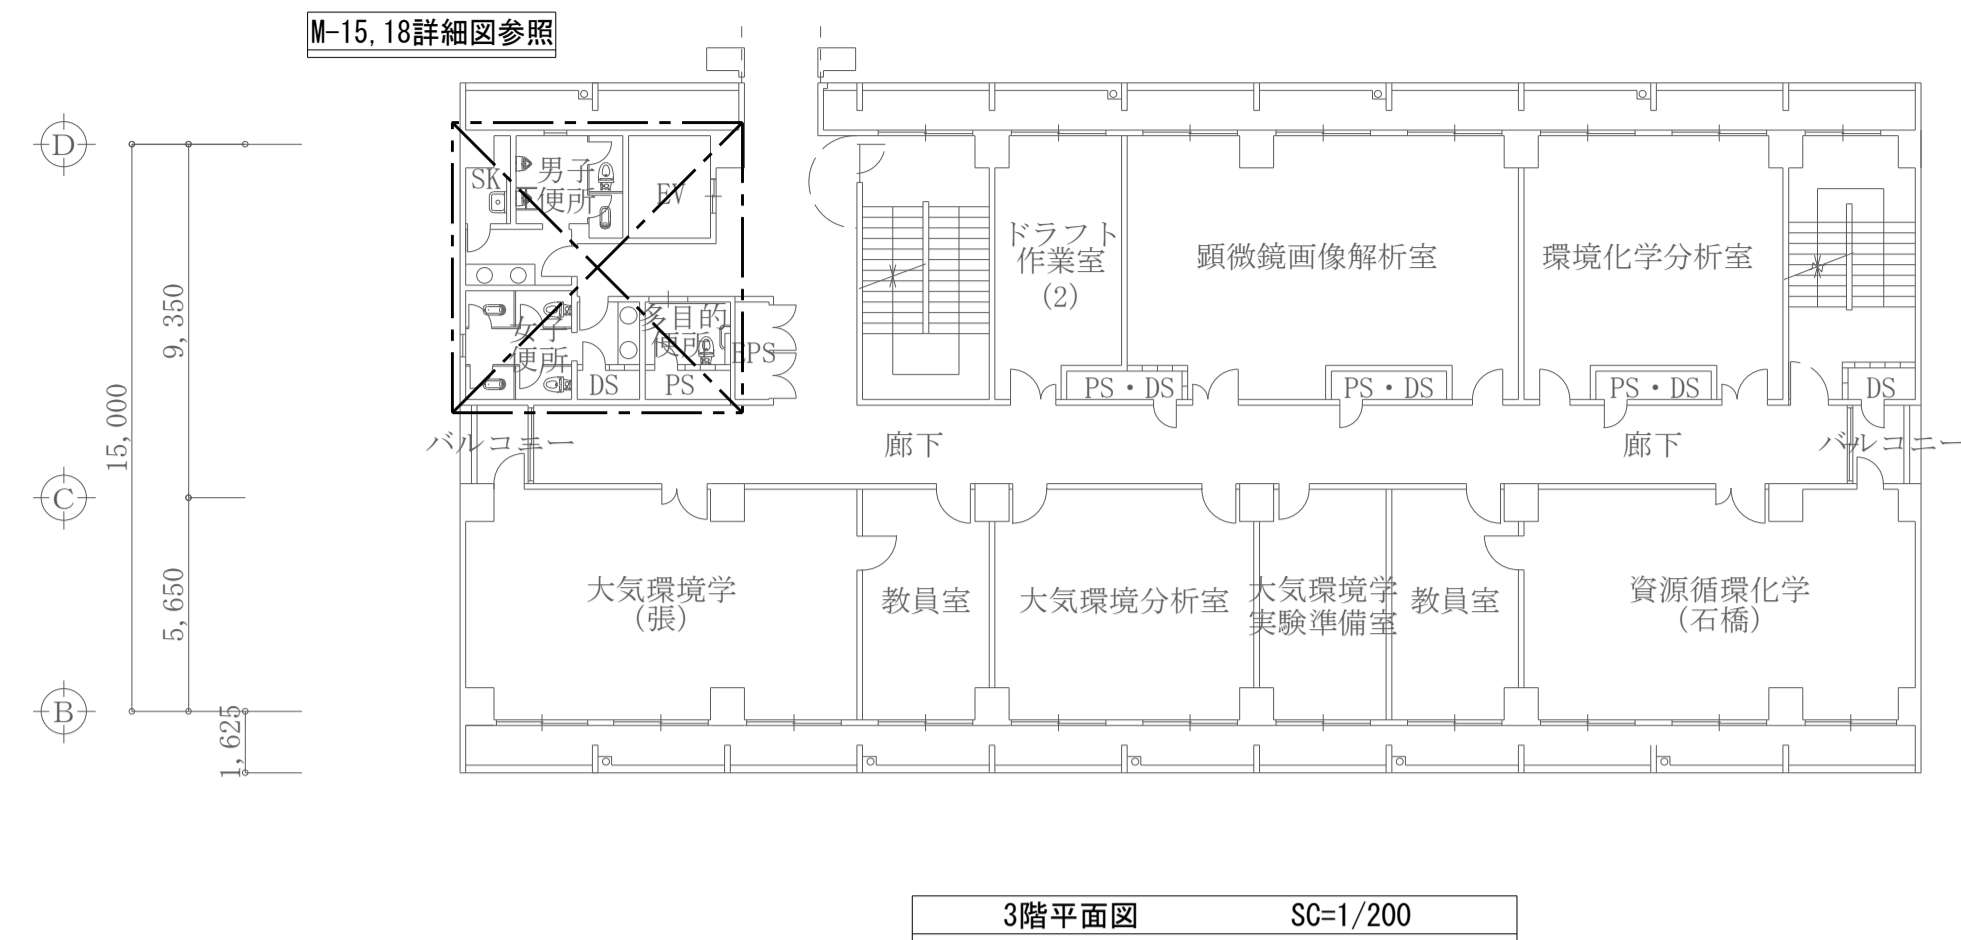 M-15,18詳細図参照
D
C
B
15,000
9,350
5,650
1,625
SK
男子
便所
EV
女子
便所
多目的
便所
EPS
DS
PS
ドラフト
作業室
(2)
顕微鏡画像解析室
環境化学分析室
PS・DS
PS・DS
PS・DS
DS
バルコニー
廊下
廊下
バルコニー
大気環境学
(張)
教員室
大気環境分析室
大気環境学
実験準備室
教員室
資源循環化学
(石橋)
3階平面図 SC=1/200